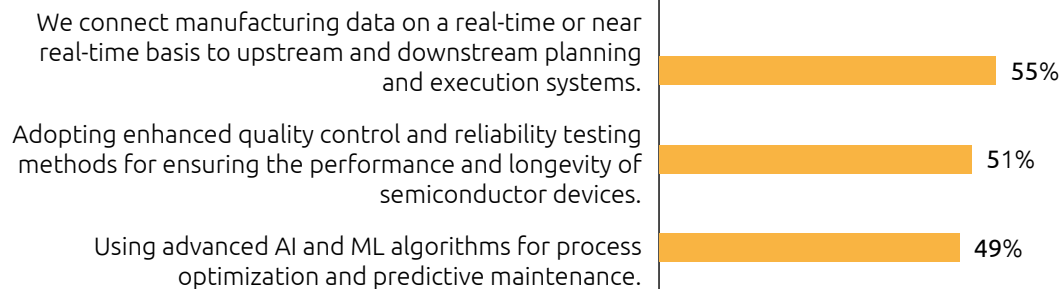 We connect manufacturing data on a real-time or near
real-time basis to upstream and downstream planning
and execution systems.
55%
Adopting enhanced quality control and reliability testing
methods for ensuring the performance and longevity of
semiconductor devices.
51%
Using advanced AI and ML algorithms for process
optimization and predictive maintenance.
49%